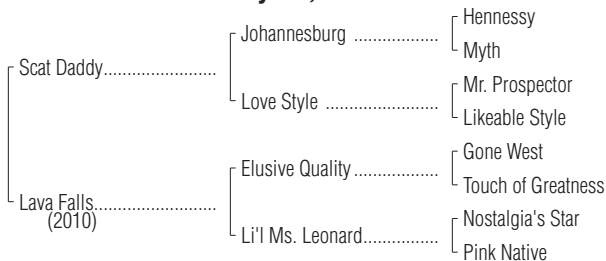 Hennessy
Johannesburg ..................
Myth
Scat Daddy........................
Mr. Prospector
Love Style ........................
Likeable Style
Gone West
Elusive Quality .................
Touch of Greatness
Lava Falls..........................
(2010)
Nostalgia's Star
Li'l Ms. Leonard................
Pink Native